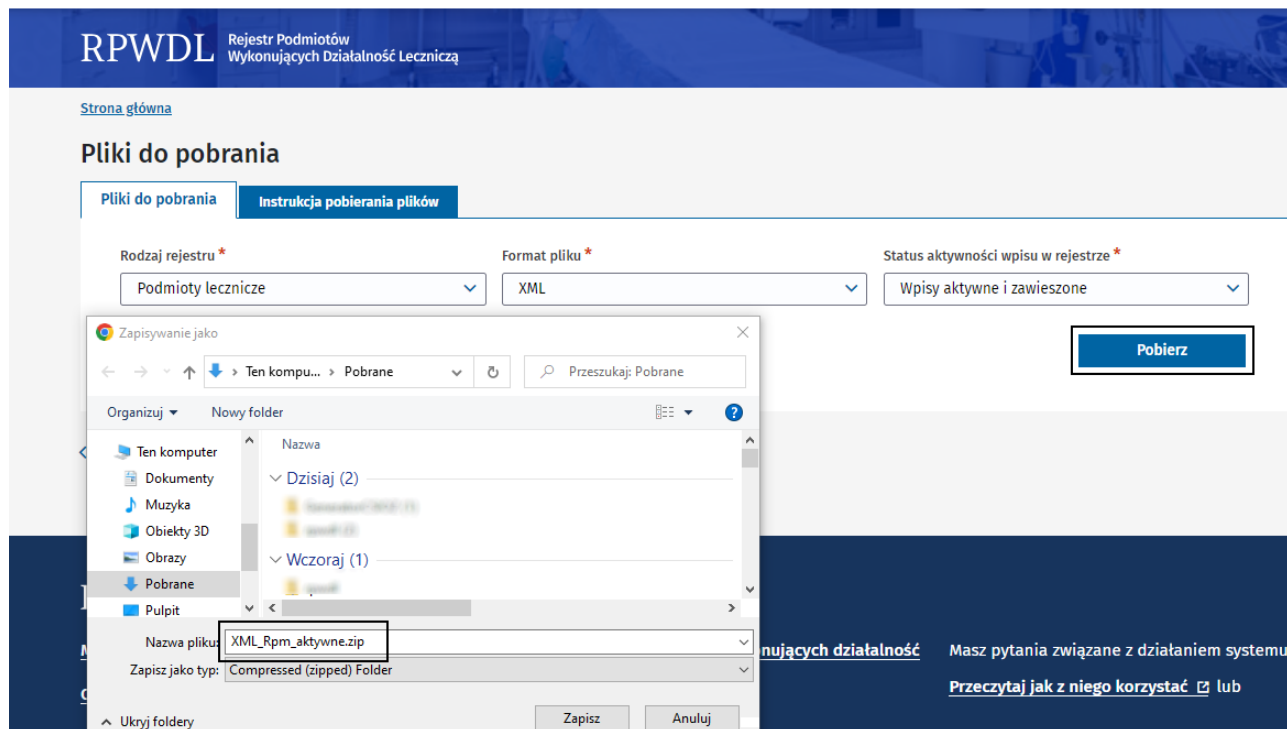 RPWDL Rejestr Podmiotów
Wykonujących Działalność Leczniczą
Strona główna
Pliki do pobrania
Pliki do pobrania Instrukcja pobierania plików
Rodzaj rejestru * Format pliku * Status aktywności wpisu w rejestrze *
Podmioty lecznicze XML Wpisy aktywne i zawieszone
Pobierz
Zapisywanie jako
Ten kompu... › Pobrane Przeszukaj: Pobrane
Organizuj Nowy folder
Nazwa
Ten komputer
Dokumenty
Muzyka
Obiekty 3D
Obrazy
Pobrane
Pulpit
Dzisiaj (2)
Wczoraj (1)
Nazwa pliku: XML_Rpm_aktywne.zip
Zapisz jako typ: Compressed (zipped) Folder
Ukryj foldery Zapisz Anuluj
nujących działalność
Masz pytania związane z działaniem systemu
Przeczytaj jak z niego korzystać lub